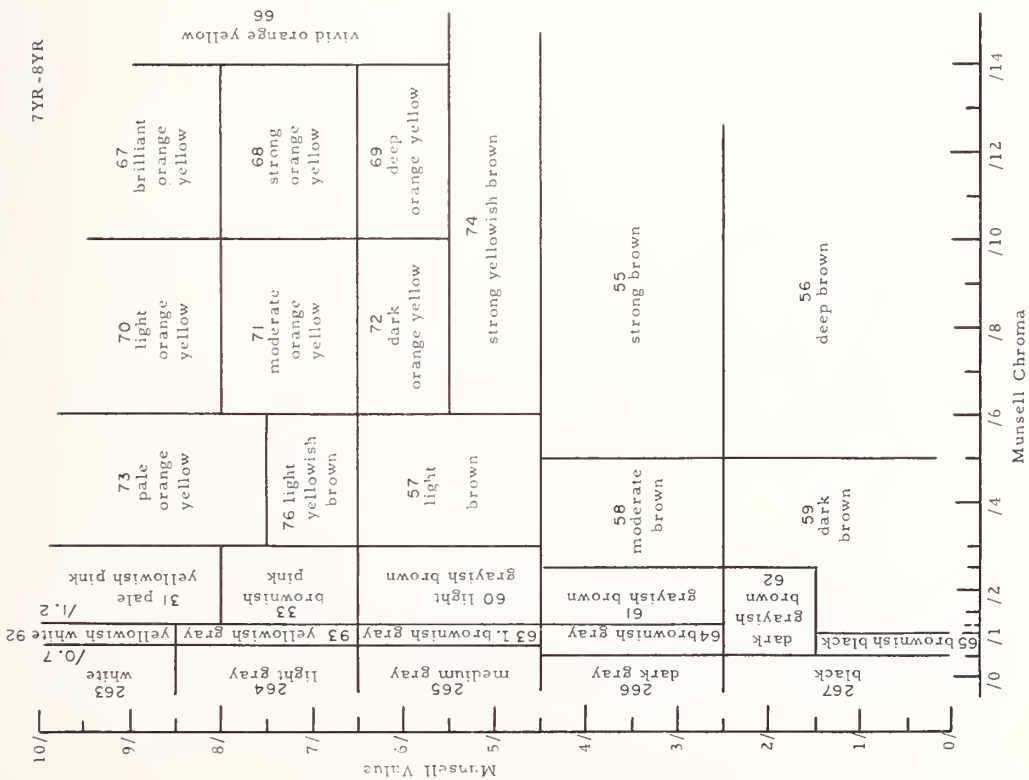 7YR-8YR
66
vivid orange yellow
67
brilliant
orange
yellow
68
strong
orange
yellow
69
deep
orange yellow
70
light
orange
yellow
71
moderate
orange
yellow
72
dark
orange yellow
74
strong yellowish brown
73
pale
orange
yellow
76 light
yellowish
brown
57
light
brown
55
strong brown
56
deep brown
58
moderate
brown
59
dark
brown
31 pale
yellowish pink
33
brownish
pink
60 light
grayish brown
61
grayish brown
62
brown
grayish
dark
/1.2
yellowish white 92
93 yellowish gray
63 1. brownish gray
64 brownish gray
65 brownish black
/0.7
263
white
264
light gray
265
medium gray
266
dark gray
267
black
10/
9/
8/
7/
6/
5/
4/
3/
2/
1/
0/
Munsell Value
/0
/1
/2
/4
/6
/8
/10
/12
/14
Munsell Chroma